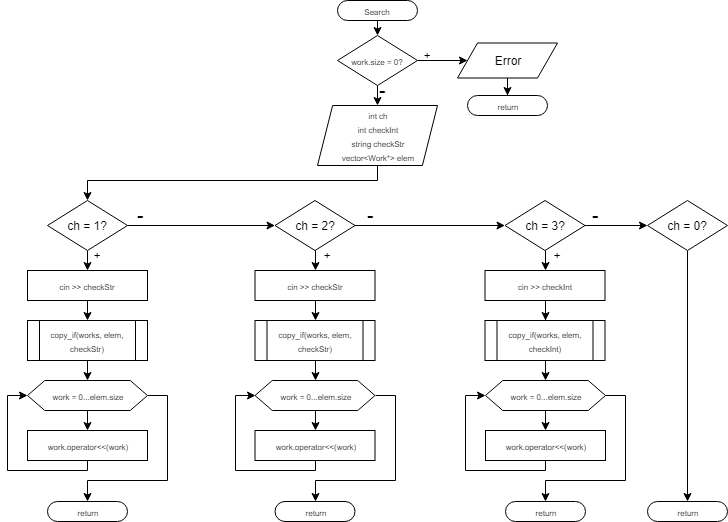 Search
work.size = 0?
+
Error
-
return
int ch
int checkInt
string checkStr
vector<Work*> elem
ch = 1?
-
ch = 2?
-
ch = 3?
-
ch = 0?
+
+
+
cin >> checkStr
cin >> checkStr
cin >> checkInt
copy_if(works, elem,
checkStr)
copy_if(works, elem,
checkStr)
copy_if(works, elem,
checkInt)
work = 0...elem.size
work = 0...elem.size
work = 0...elem.size
work.operator<<(work)
work.operator<<(work)
work.operator<<(work)
return
return
return
return